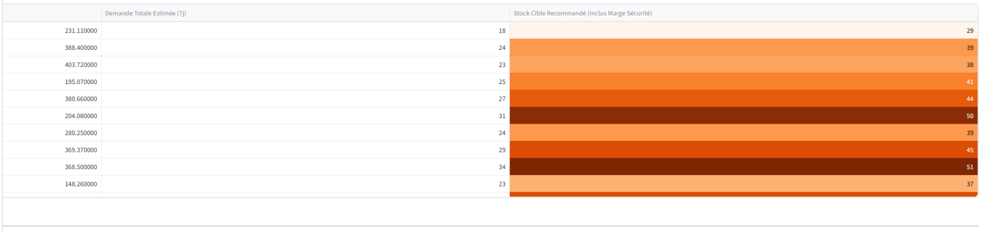 Demande Totale Estimée (7j) Stock Cible Recommandé (Inclus Marge Sécurité)
231.110000 18 29
388.400000 24 39
403.720000 23 38
195.070000 25 41
380.660000 27 44
204.080000 31 50
280.250000 24 39
369.370000 29 45
368.500000 34 51
148.260000 23 37